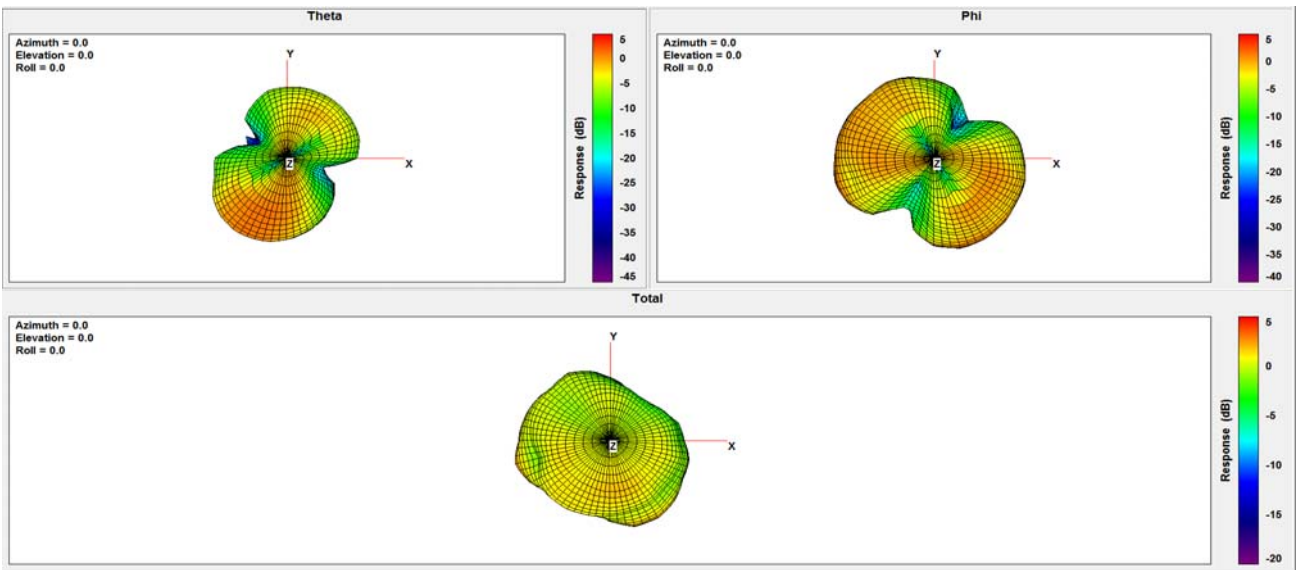 Theta
Azimuth = 0.0
Elevation = 0.0
Roll = 0.0
Y
X
Z
Response (dB)
5
0
-5
-10
-15
-20
-25
-30
-35
-40
-45
Phi
Azimuth = 0.0
Elevation = 0.0
Roll = 0.0
Y
X
Z
Response (dB)
5
0
-5
-10
-15
-20
-25
-30
-35
-40
Total
Azimuth = 0.0
Elevation = 0.0
Roll = 0.0
Y
X
Z
Response (dB)
5
0
-5
-10
-15
-20